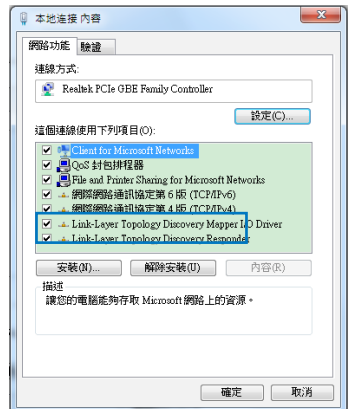 本地连接 內容
網路功能 驗證
連線方式:
Realtek PCIe GBE Family Controller
設定(C)...
這個連線使用下列項目(O):
Client for Microsoft Networks
QoS 封包排程器
File and Printer Sharing for Microsoft Networks
網際網路通訊協定第 6 版 (TCP/IPv6)
網際網路通訊協定第 4 版 (TCP/IPv4)
Link-Layer Topology Discovery Mapper I/O Driver
Link-Layer Topology Discovery Responder
安裝(N)... 解除安裝(U) 內容(R)
描述
讓您的電腦能夠存取 Microsoft 網路上的資源。
確定 取消